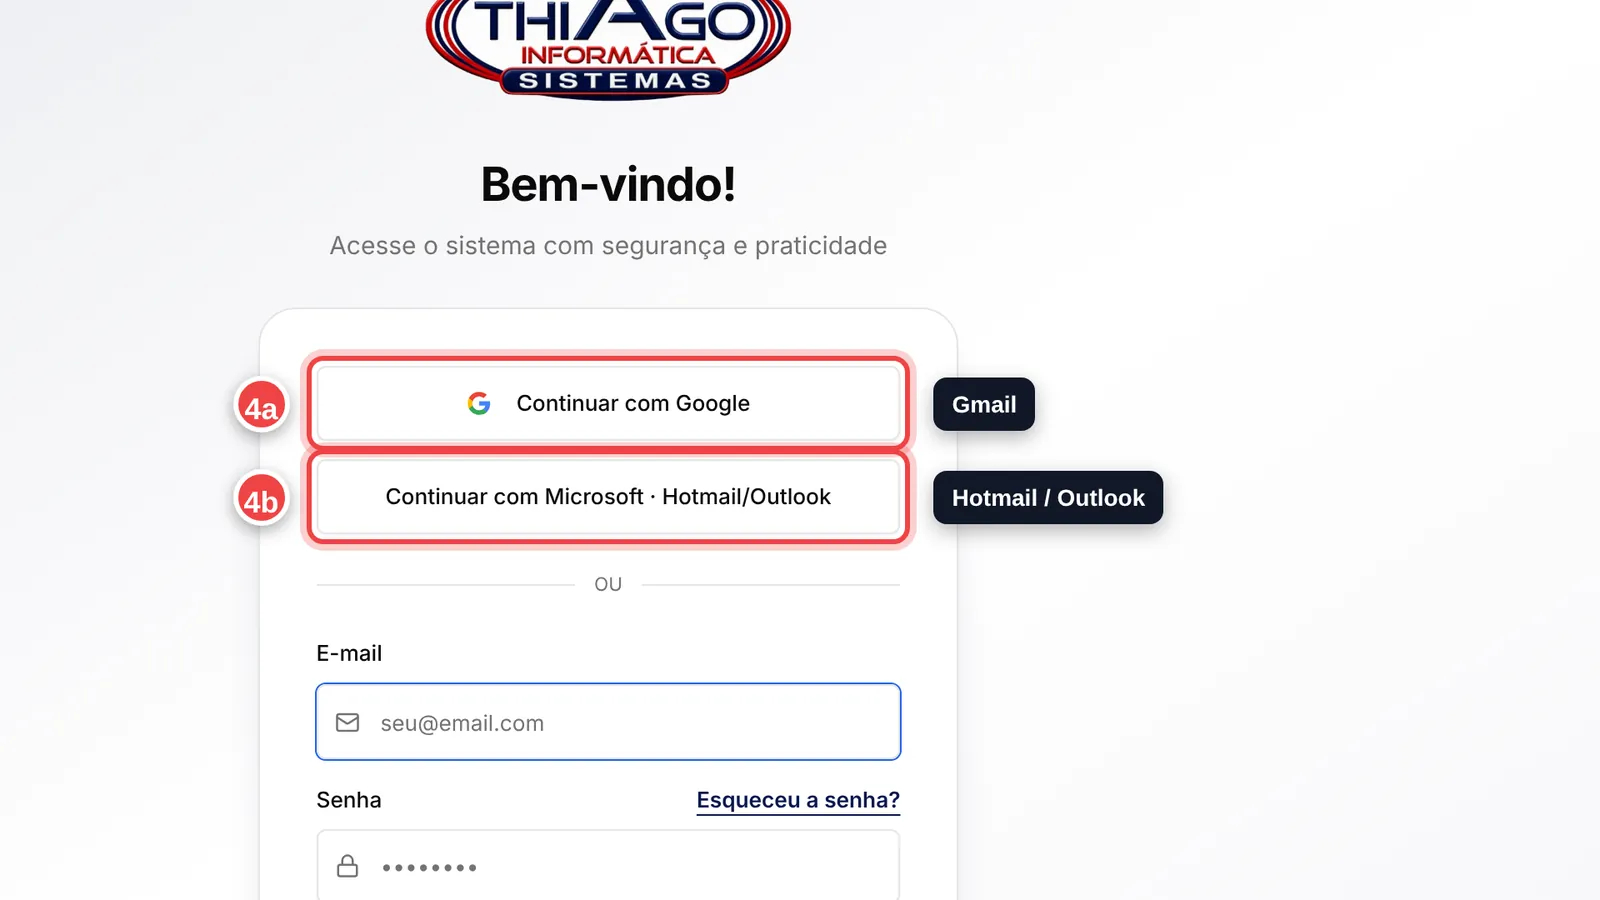 THIAGO
INFORMÁTICA
SISTEMAS
Bem-vindo!
Acesse o sistema com segurança e praticidade
4a
Continuar com Google
Gmail
4b
Continuar com Microsoft · Hotmail/Outlook
Hotmail / Outlook
OU
E-mail
seu@email.com
Senha
Esqueceu a senha?
••••••••